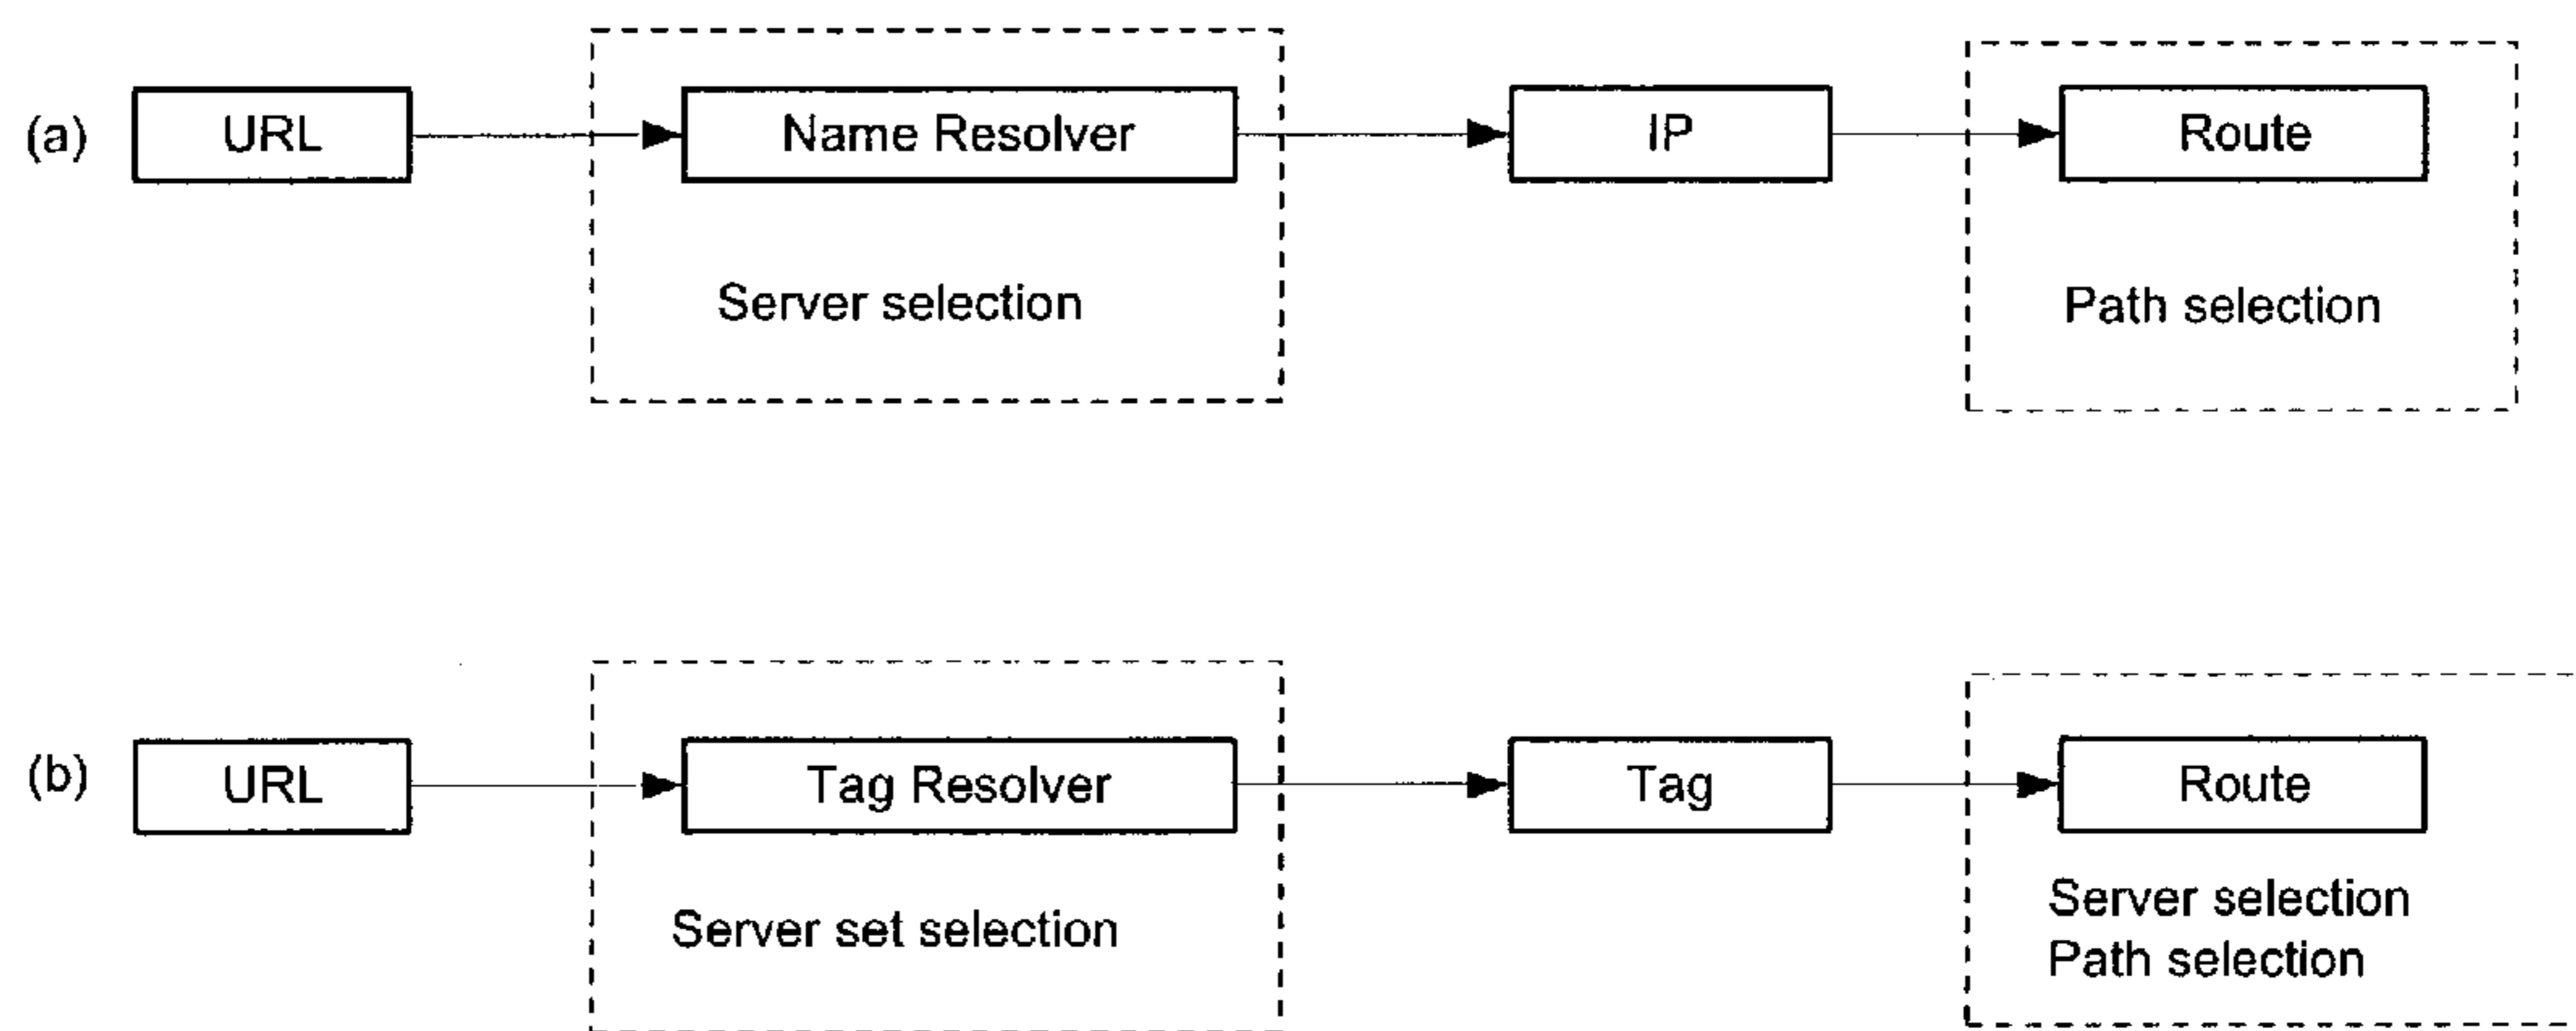 (a) URL Name Resolver IP Route
Server selection Path selection
(b) URL Tag Resolver Tag Route
Server set selection
Server selection
Path selection